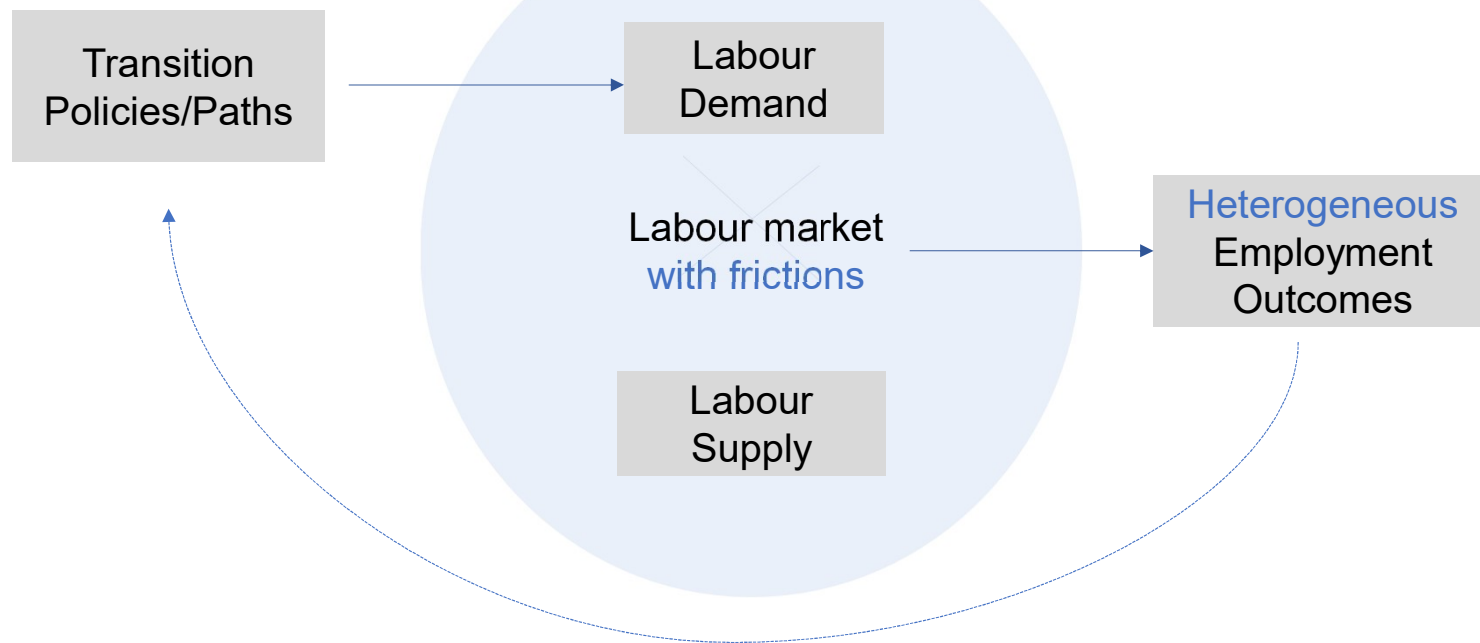 Transition
Policies/Paths
Labour
Demand
Labour market
with frictions
Heterogeneous
Employment
Outcomes
Labour
Supply